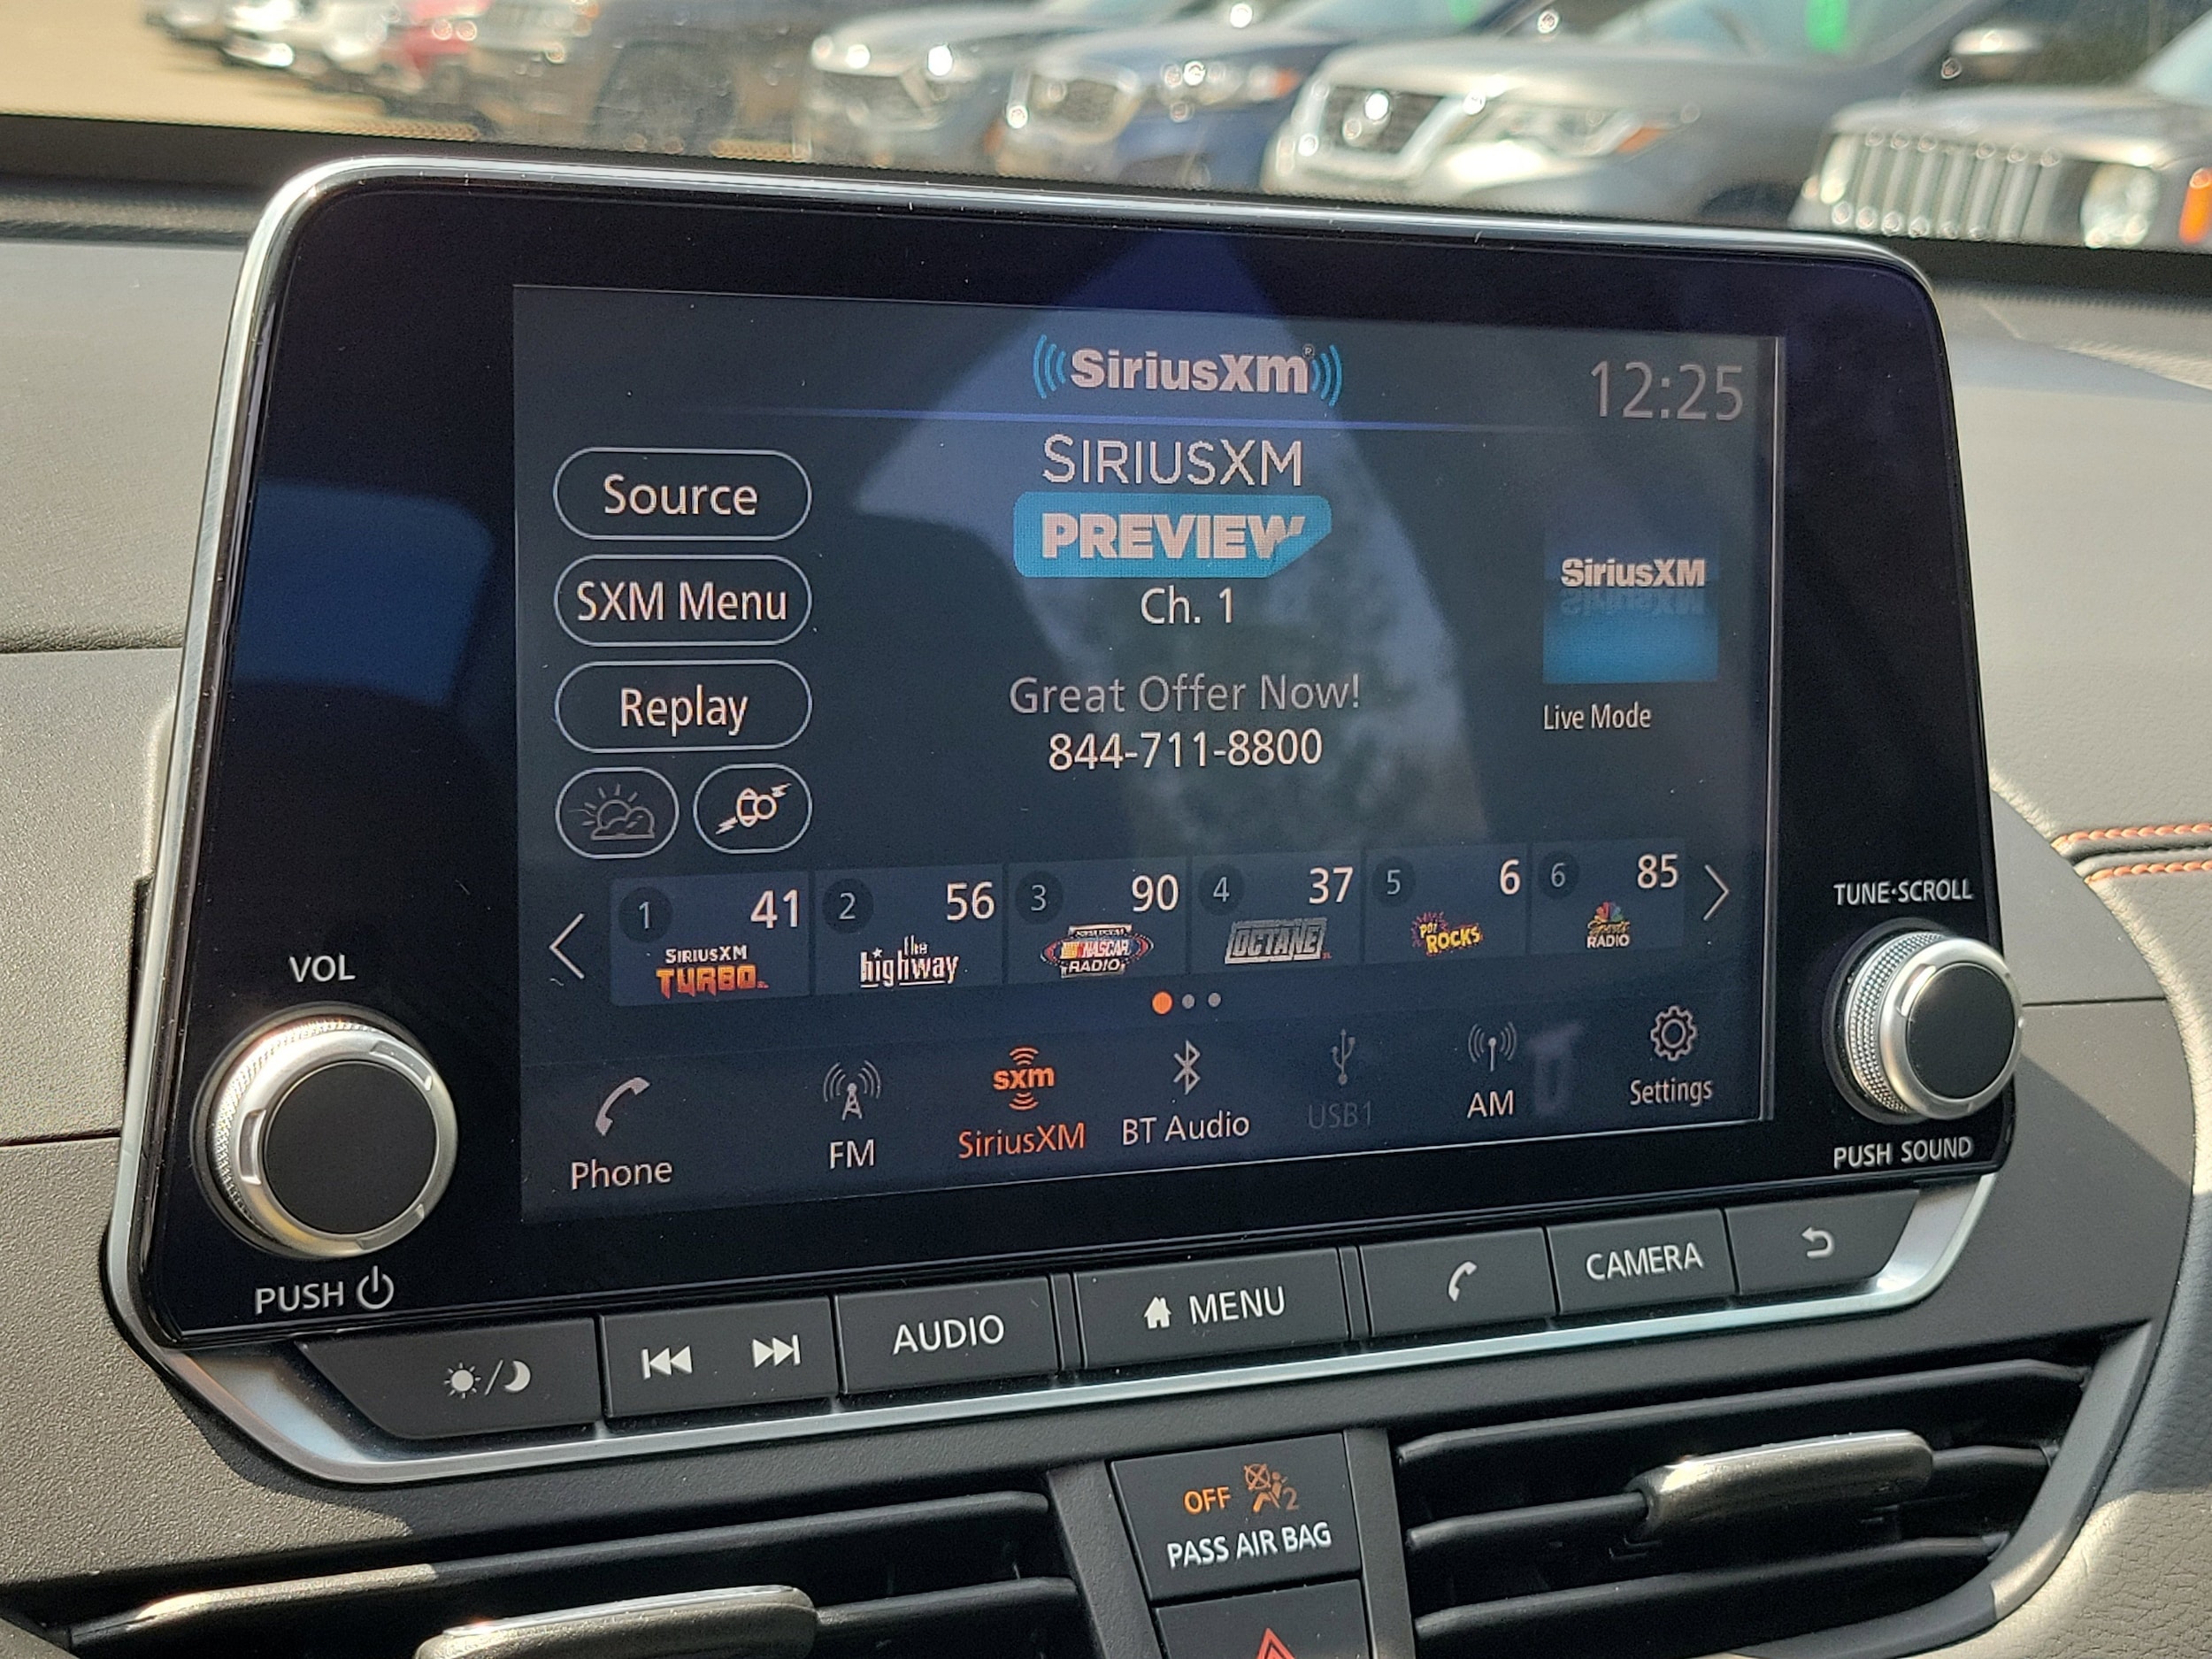 SiriusXm®
12:25
SIRIUSXM
PREVIEW
Ch. 1
Great Offer Now!
844-711-8800
Source
SXM Menu
Replay
SiriusXM
Live Mode
1 41
SIRIUSXM
TURBO
2 56
the
highway
3 90
NASCAR
RADIO
4 37
OCTANE
5 6
POP
ROCKS
6 85
Sports
RADIO
Phone
FM
sxm
SiriusXM
BT Audio
USB1
AM
Settings
VOL
PUSH
TUNE·SCROLL
PUSH SOUND
AUDIO
MENU
CAMERA
OFF 2
PASS AIR BAG